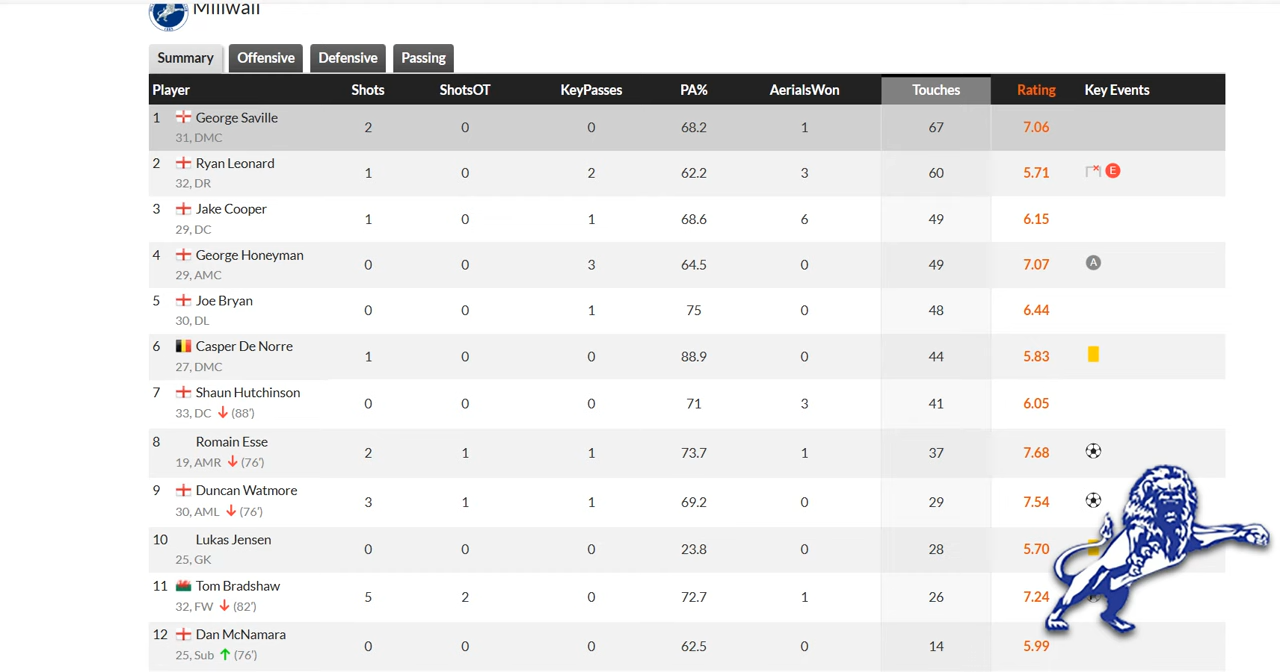 Millwall
Summary Offensive Defensive Passing
Player Shots ShotsOT KeyPasses PA% AerialsWon Touches Rating Key Events
1 George Saville 2 0 0 68.2 1 67 7.06
31, DMC
2 Ryan Leonard 1 0 2 62.2 3 60 5.71 E
32, DR
3 Jake Cooper 1 0 1 68.6 6 49 6.15
29, DC
4 George Honeyman 0 0 3 64.5 0 49 7.07 A
29, AMC
5 Joe Bryan 0 0 1 75 0 48 6.44
30, DL
6 Casper De Norre 1 0 0 88.9 0 44 5.83
27, DMC
7 Shaun Hutchinson 0 0 0 71 3 41 6.05
33, DC (88')
8 Romain Esse 2 1 1 73.7 1 37 7.68
19, AMR (76')
9 Duncan Watmore 3 1 1 69.2 0 29 7.54
30, AML (76')
10 Lukas Jensen 0 0 0 23.8 0 28 5.70
25, GK
11 Tom Bradshaw 5 2 0 72.7 1 26 7.24
32, FW (82')
12 Dan McNamara 0 0 0 62.5 0 14 5.99
25, Sub (76')